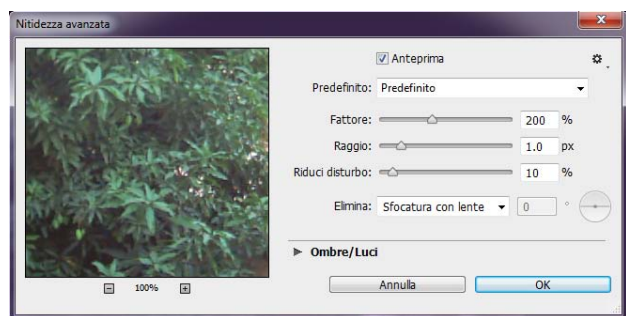 Nitidezza avanzata
Anteprima
Predefinito: Predefinito
Fattore: 200 %
Raggio: 1.0 px
Riduci disturbo: 10 %
Elimina: Sfocatura con lente 0 °
Ombre/Luci
100%
Annulla OK